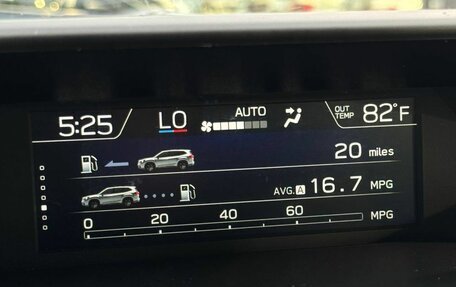 5:25 LO AUTO OUT TEMP 82°F
20 miles
AVG. A 16.7 MPG
0 20 40 60 MPG